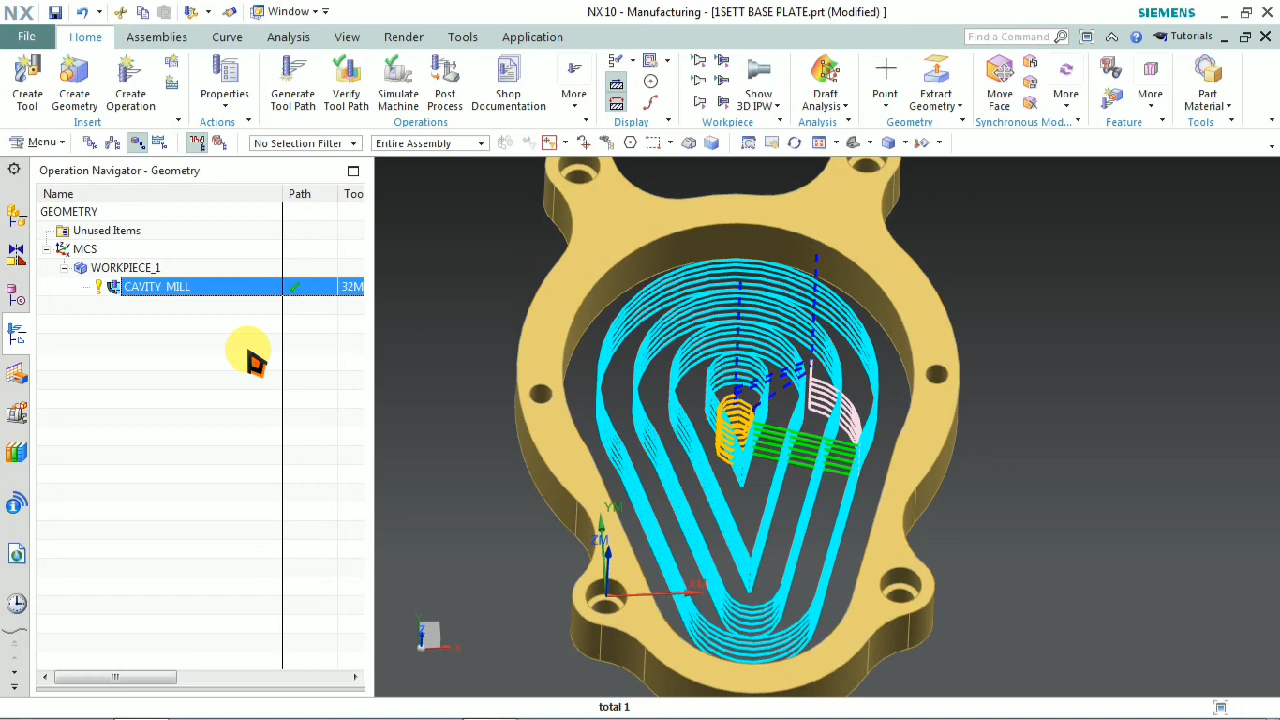 NX
Window
NX10 - Manufacturing - [1SETT BASE PLATE.prt (Modified) ]
SIEMENS
File
Home
Assemblies
Curve
Analysis
View
Render
Tools
Application
Find a Command
Tutorials
Create Tool
Create Geometry
Create Operation
Properties
Generate Tool Path
Verify Tool Path
Simulate Machine
Post Process
Shop Documentation
More
Show 3D IPW
Draft Analysis
Point
Extract Geometry
Move Face
More
More
Part Material
Insert
Actions
Operations
Display
Workpiece
Analysis
Geometry
Synchronous Mod...
Feature
Tools
Menu
No Selection Filter
Entire Assembly
Operation Navigator - Geometry
Name
Path
Too
GEOMETRY
Unused Items
MCS
WORKPIECE_1
CAVITY_MILL
32M
YM
ZM
XM
Y
Z
X
total 1